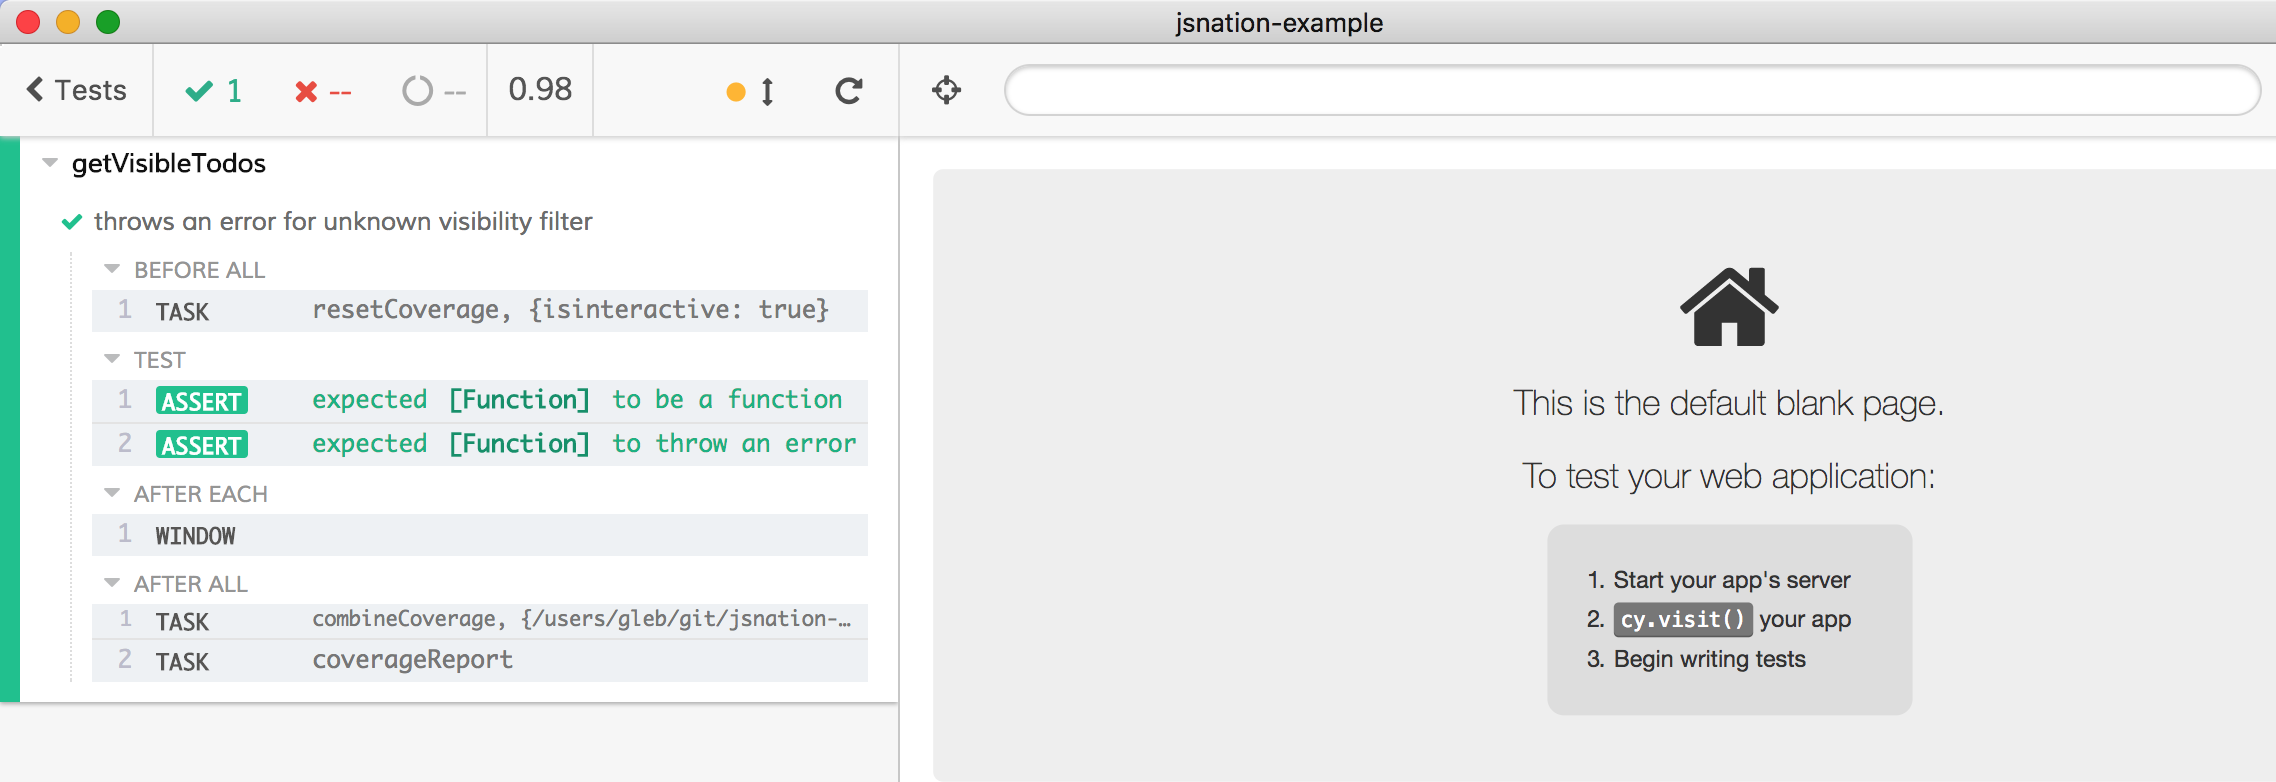 jsnation-example
Tests 1 -- -- 0.98
getVisibleTodos
throws an error for unknown visibility filter
BEFORE ALL
1 TASK resetCoverage, {isinteractive: true}
TEST
1 ASSERT expected [Function] to be a function
2 ASSERT expected [Function] to throw an error
AFTER EACH
1 WINDOW
AFTER ALL
1 TASK combineCoverage, {/users/gleb/git/jsnation-…
2 TASK coverageReport
This is the default blank page.
To test your web application:
1. Start your app's server
2. cy.visit() your app
3. Begin writing tests